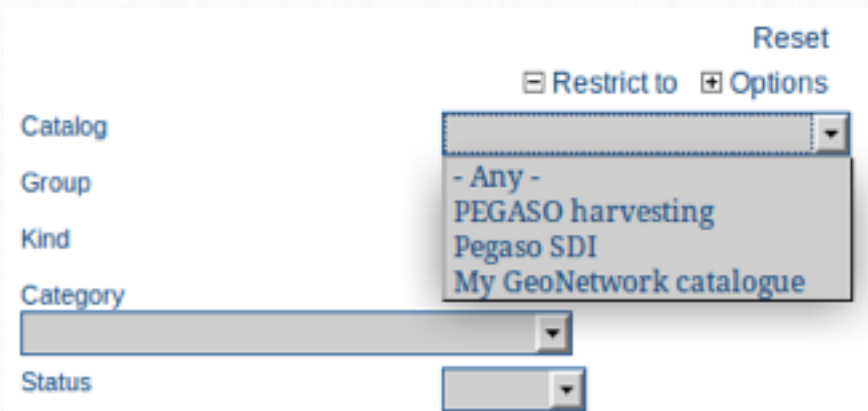 Reset
Restrict to Options
Catalog
- Any -
Group
PEGASO harvesting
Kind
Pegaso SDI
My GeoNetwork catalogue
Category
Status